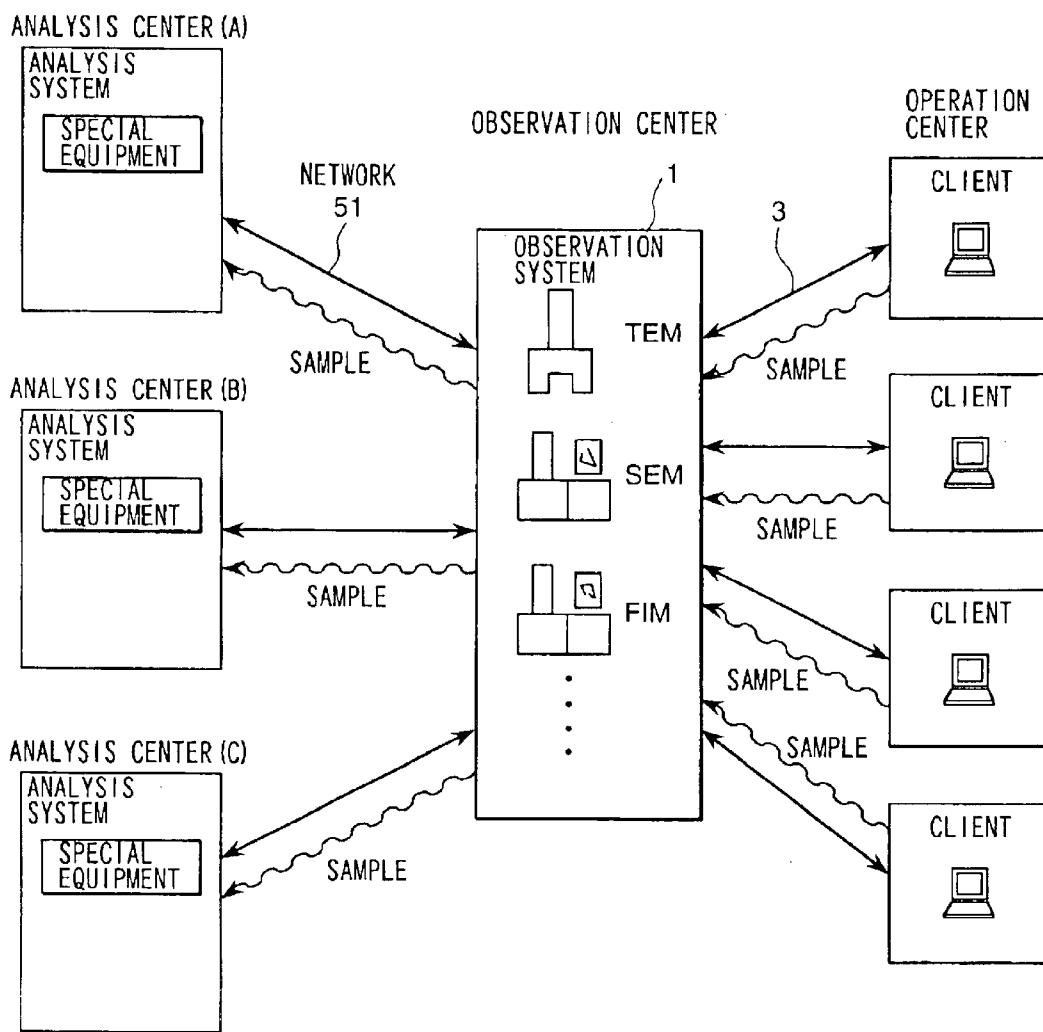 ANALYSIS CENTER (A)
ANALYSIS
SYSTEM
SPECIAL
EQUIPMENT
NETWORK
51
SAMPLE
ANALYSIS CENTER (B)
ANALYSIS
SYSTEM
SPECIAL
EQUIPMENT
SAMPLE
ANALYSIS CENTER (C)
ANALYSIS
SYSTEM
SPECIAL
EQUIPMENT
SAMPLE
OBSERVATION CENTER
1
OBSERVATION
SYSTEM
TEM
SEM
FIM
OPERATION
CENTER
3
CLIENT
SAMPLE
CLIENT
SAMPLE
CLIENT
SAMPLE
CLIENT
SAMPLE